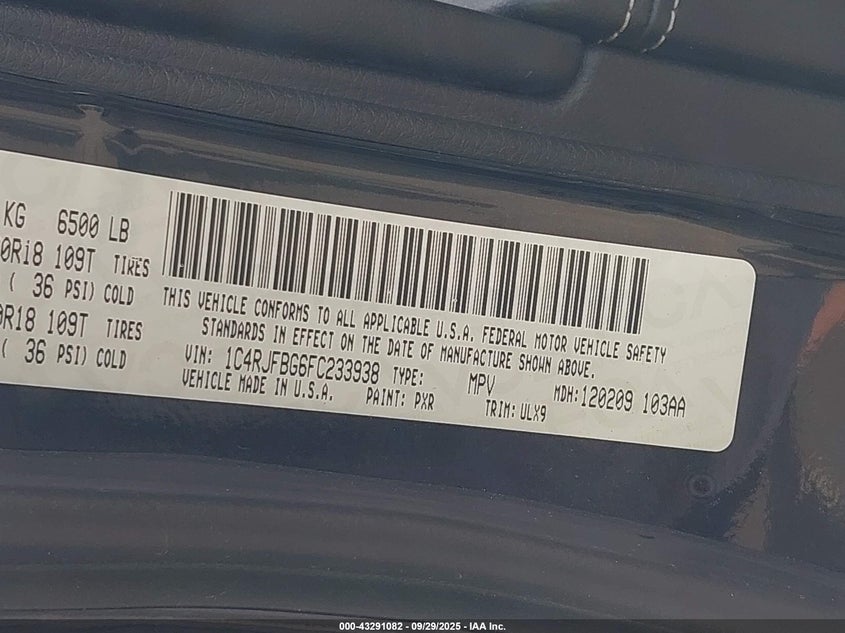 KG 6500 LB
0R18 109T TIRES
( 36 PSI) COLD
0R18 109T TIRES
( 36 PSI) COLD
THIS VEHICLE CONFORMS TO ALL APPLICABLE U.S.A. FEDERAL MOTOR VEHICLE SAFETY
STANDARDS IN EFFECT ON THE DATE OF MANUFACTURE SHOWN ABOVE.
VIN: 1C4RJFBG6FC233938 TYPE: MPV MDH:120209 103AA
VEHICLE MADE IN U.S.A. PAINT: PXR TRIM: ULX9
000-43291082 - 09/29/2025 - IAA Inc.